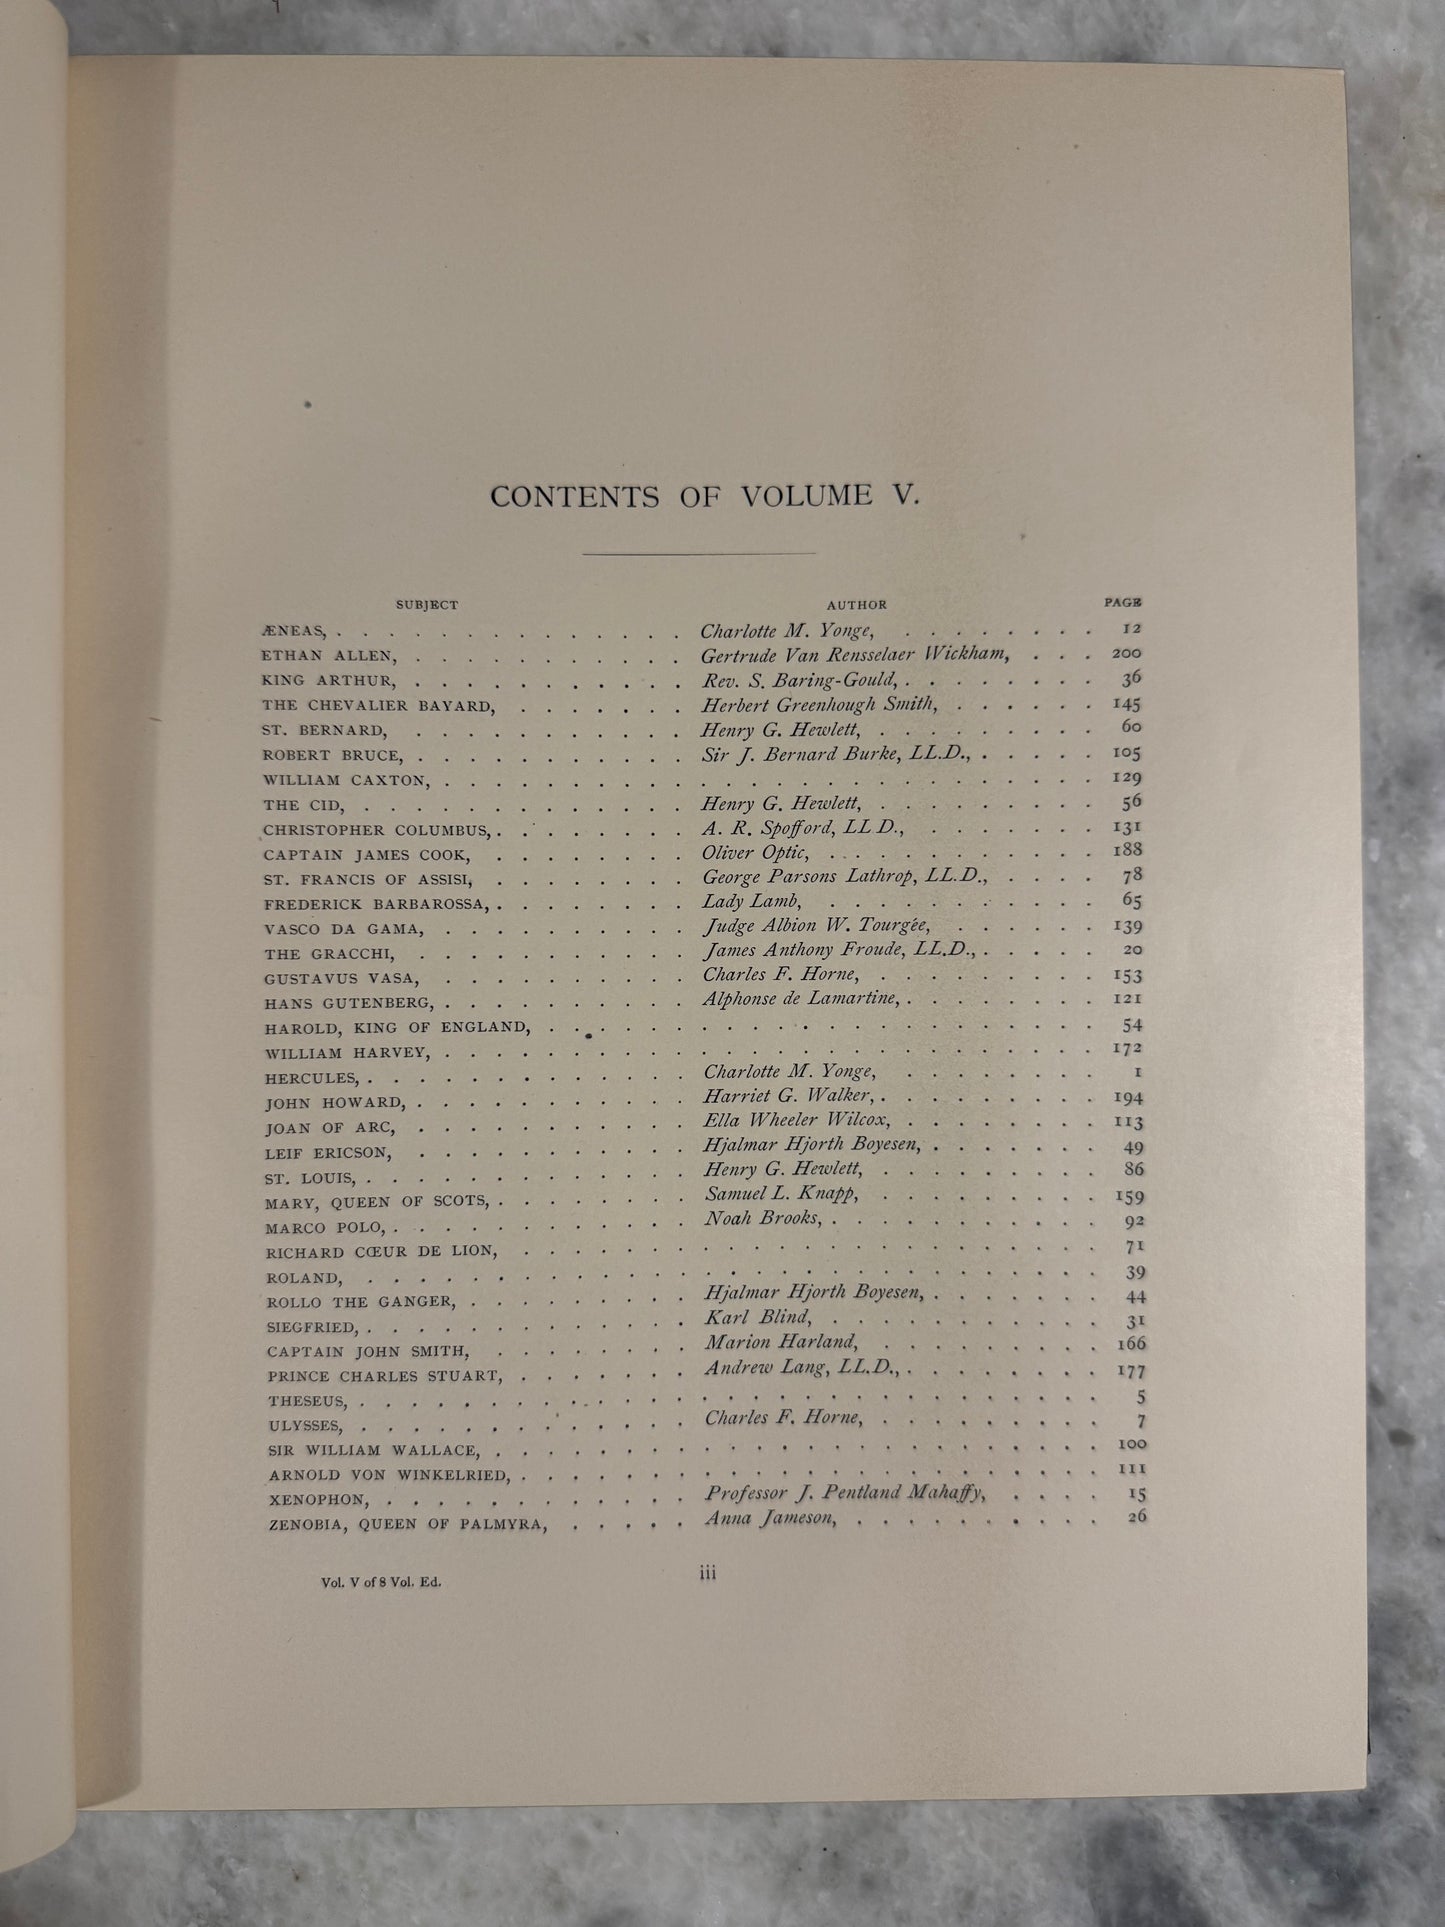 CONTENTS OF VOLUME V.
SUBJECT AUTHOR PAGE
ÆNEAS, . . . . . . . . . . . . . . Charlotte M. Yonge, . . . . . . . . 12
ETHAN ALLEN, . . . . . . . . . . . Gertrude Van Rensselaer Wickham, . . . 200
KING ARTHUR, . . . . . . . . . . . Rev. S. Baring-Gould, . . . . . . . . 36
THE CHEVALIER BAYARD, . . . . . . . Herbert Greenhough Smith, . . . . . . 145
ST. BERNARD, . . . . . . . . . . . Henry G. Hewlett, . . . . . . . . . 60
ROBERT BRUCE, . . . . . . . . . . . Sir J. Bernard Burke, LL.D., . . . . . 105
WILLIAM CAXTON, . . . . . . . . . . . . . . . . . . . . . . . . . . 129
THE CID, . . . . . . . . . . . . . Henry G. Hewlett, . . . . . . . . . 56
CHRISTOPHER COLUMBUS, . . . . . . . . A. R. Spofford, LL D., . . . . . . . 131
CAPTAIN JAMES COOK, . . . . . . . . Oliver Optic, . . . . . . . . . . . 188
ST. FRANCIS OF ASSISI, . . . . . . . . George Parsons Lathrop, LL.D., . . . . 78
FREDERICK BARBAROSSA, . . . . . . . . Lady Lamb, . . . . . . . . . . . 65
VASCO DA GAMA, . . . . . . . . . . Judge Albion W. Tourgée, . . . . . . 139
THE GRACCHI, . . . . . . . . . . . James Anthony Froude, LL.D., . . . . . 20
GUSTAVUS VASA, . . . . . . . . . . Charles F. Horne, . . . . . . . . . 153
HANS GUTENBERG, . . . . . . . . . . Alphonse de Lamartine, . . . . . . . . 121
HAROLD, KING OF ENGLAND, . . . . . . . . . . . . . . . . . . . . . . 54
WILLIAM HARVEY, . . . . . . . . . . . . . . . . . . . . . . . . . . 172
HERCULES, . . . . . . . . . . . . . Charlotte M. Yonge, . . . . . . . . 1
JOHN HOWARD, . . . . . . . . . . . Harriet G. Walker, . . . . . . . . . 194
JOAN OF ARC, . . . . . . . . . . . Ella Wheeler Wilcox, . . . . . . . . 113
LEIF ERICSON, . . . . . . . . . . . Hjalmar Hjorth Boyesen, . . . . . . . 49
ST. LOUIS, . . . . . . . . . . . . . Henry G. Hewlett, . . . . . . . . . 86
MARY, QUEEN OF SCOTS, . . . . . . . . Samuel L. Knapp, . . . . . . . . . 159
MARCO POLO, . . . . . . . . . . . . Noah Brooks, . . . . . . . . . . . 92
RICHARD CŒUR DE LION, . . . . . . . . . . . . . . . . . . . . . . . 71
ROLAND, . . . . . . . . . . . . . . . . . . . . . . . . . . . . . 39
ROLLO THE GANGER, . . . . . . . . . Hjalmar Hjorth Boyesen, . . . . . . . 44
SIEGFRIED, . . . . . . . . . . . . . Karl Blind, . . . . . . . . . . . 31
CAPTAIN JOHN SMITH, . . . . . . . . Marion Harland, . . . . . . . . . 166
PRINCE CHARLES STUART, . . . . . . . Andrew Lang, LL.D., . . . . . . . . 177
THESEUS, . . . . . . . . . . . . . . . . . . . . . . . . . . . . . 5
ULYSSES, . . . . . . . . . . . . . Charles F. Horne, . . . . . . . . . 7
SIR WILLIAM WALLACE, . . . . . . . . . . . . . . . . . . . . . . . . 100
ARNOLD VON WINKELRIED, . . . . . . . . . . . . . . . . . . . . . . . 111
XENOPHON, . . . . . . . . . . . . Professor J. Pentland Mahaffy, . . . . 15
ZENOBIA, QUEEN OF PALMYRA, . . . . . Anna Jameson, . . . . . . . . . . 26
Vol. V of 8 Vol. Ed. iii